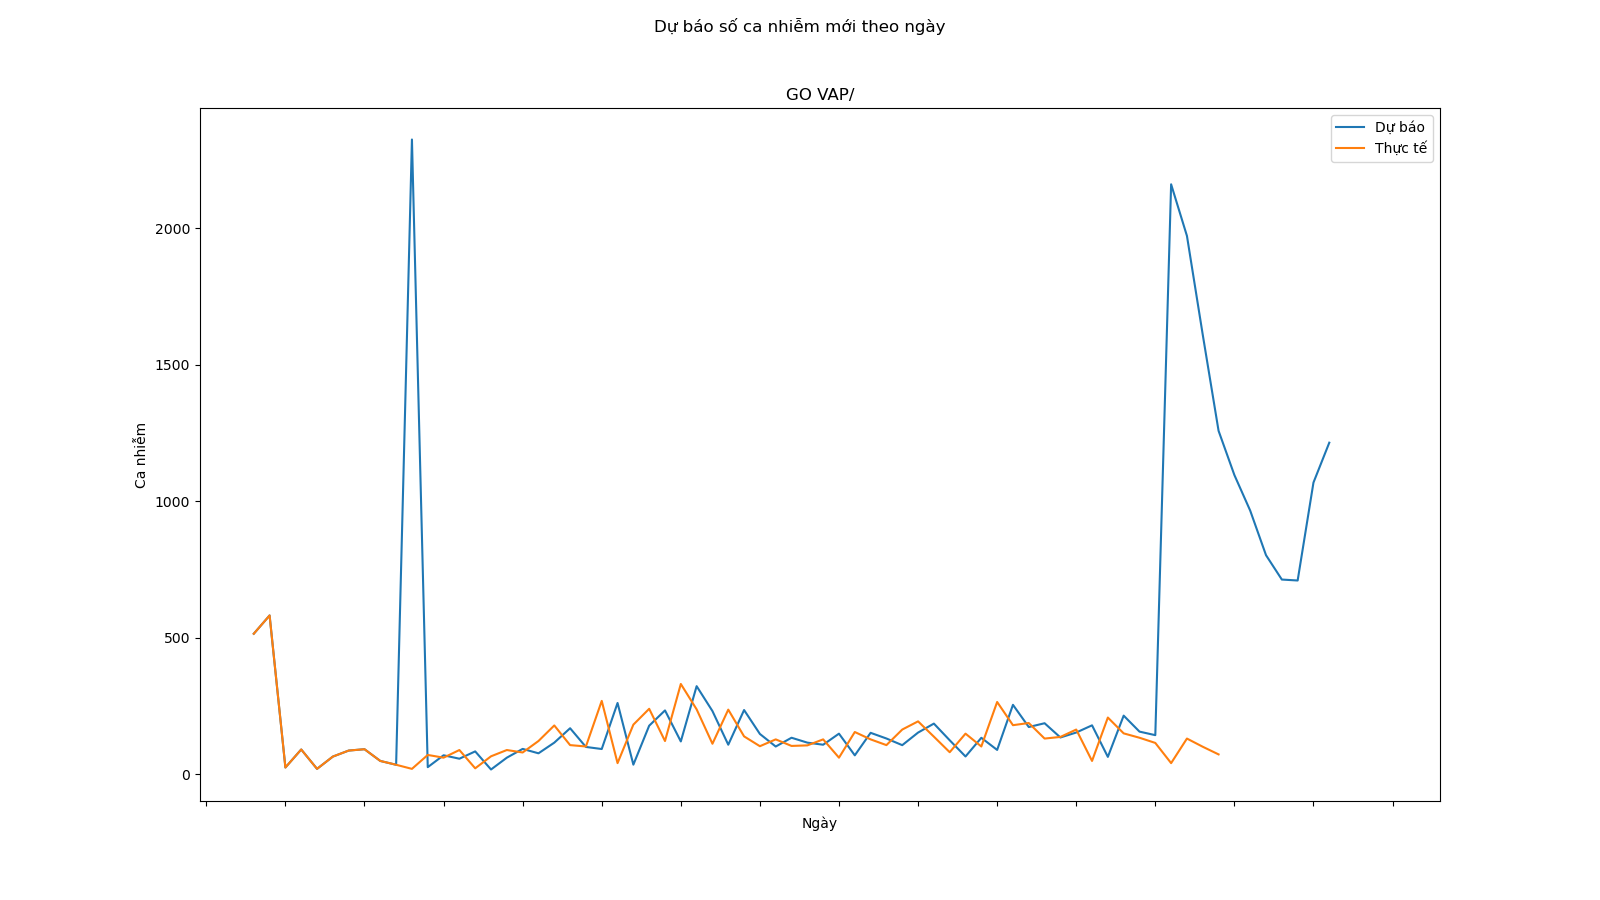 Dự báo số ca nhiễm mới theo ngày
GO VAP/
Dự báo
Thực tế
2000
1500
1000
500
0
Ca nhiễm
Ngày